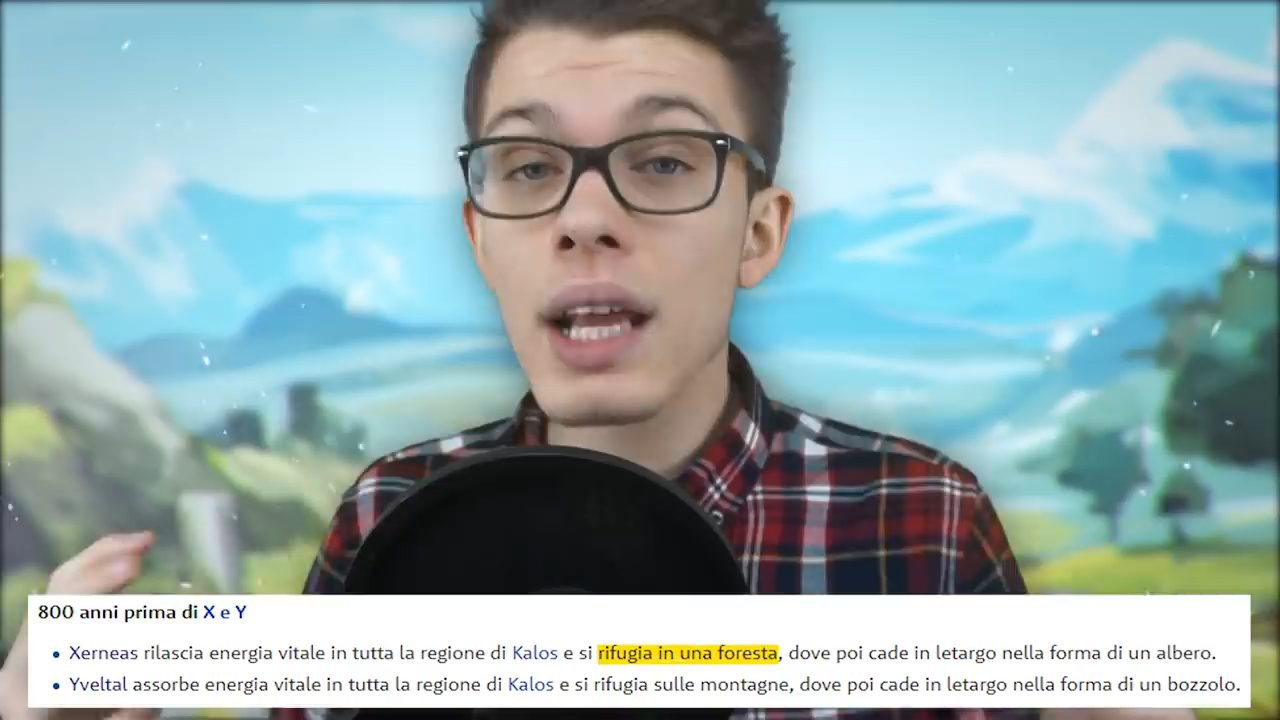 800 anni prima di X e Y
• Xerneas rilascia energia vitale in tutta la regione di Kalos e si rifugia in una foresta, dove poi cade in letargo nella forma di un albero.
• Yveltal assorbe energia vitale in tutta la regione di Kalos e si rifugia sulle montagne, dove poi cade in letargo nella forma di un bozzolo.